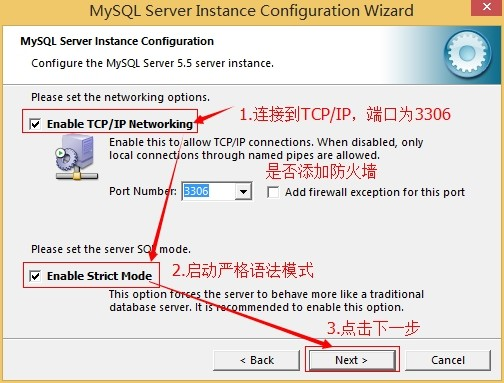 MySQL Server Instance Configuration Wizard
MySQL Server Instance Configuration
Configure the MySQL Server 5.5 server instance.
Please set the networking options.
Enable TCP/IP Networking
1.连接到TCP/IP，端口为3306
Enable this to allow TCP/IP connections. When disabled, only
local connections through named pipes are allowed.
是否添加防火墙
Port Number: 3306 Add firewall exception for this port
Please set the server SQL mode.
Enable Strict Mode
2.启动严格语法模式
This option forces the server to behave more like a traditional
database server. It is recommended to enable this option.
3.点击下一步
< Back Next > Cancel